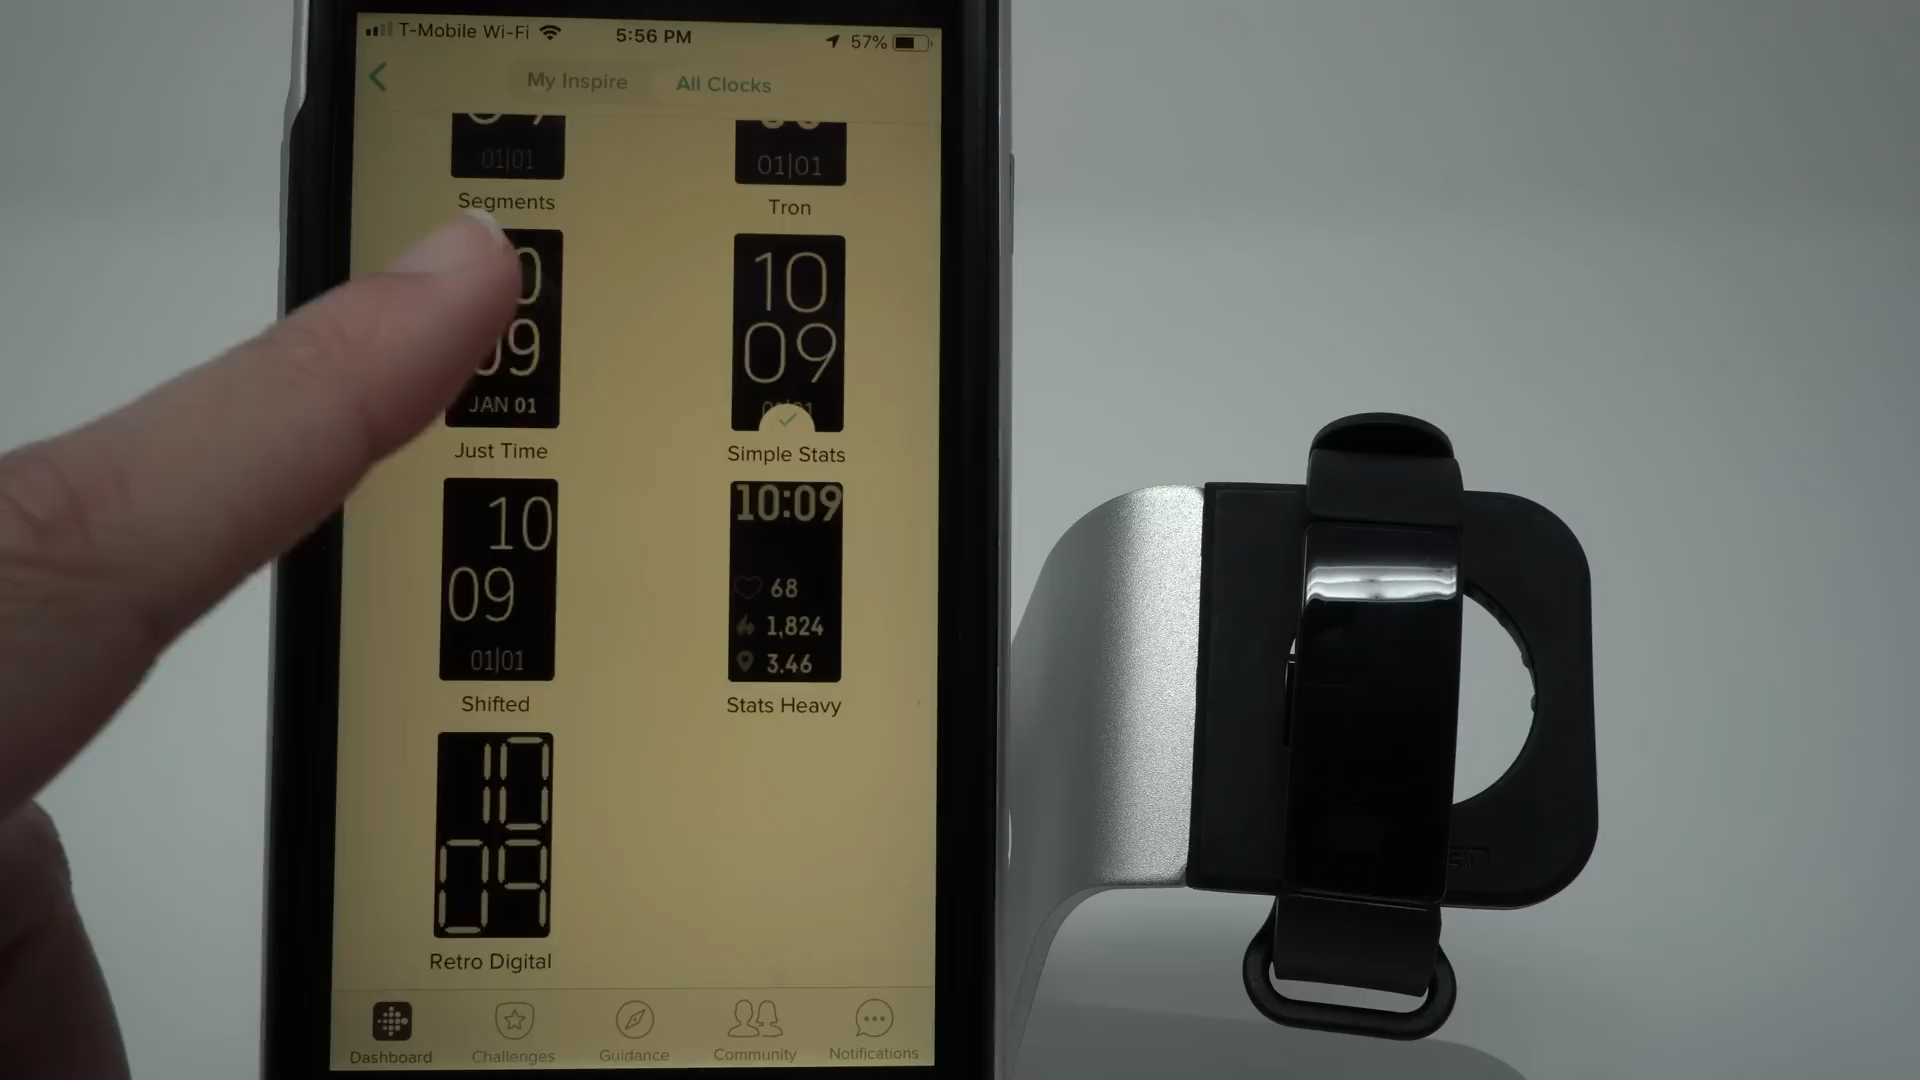 T-Mobile Wi-Fi 5:56 PM 57%
My Inspire All Clocks
01|01 01|01
Segments Tron
10
09 09
JAN 01
Just Time Simple Stats
10 10:09
09 68
1,824
01|01 3.46
Shifted Stats Heavy
10
09
Retro Digital
Dashboard Challenges Guidance Community Notifications